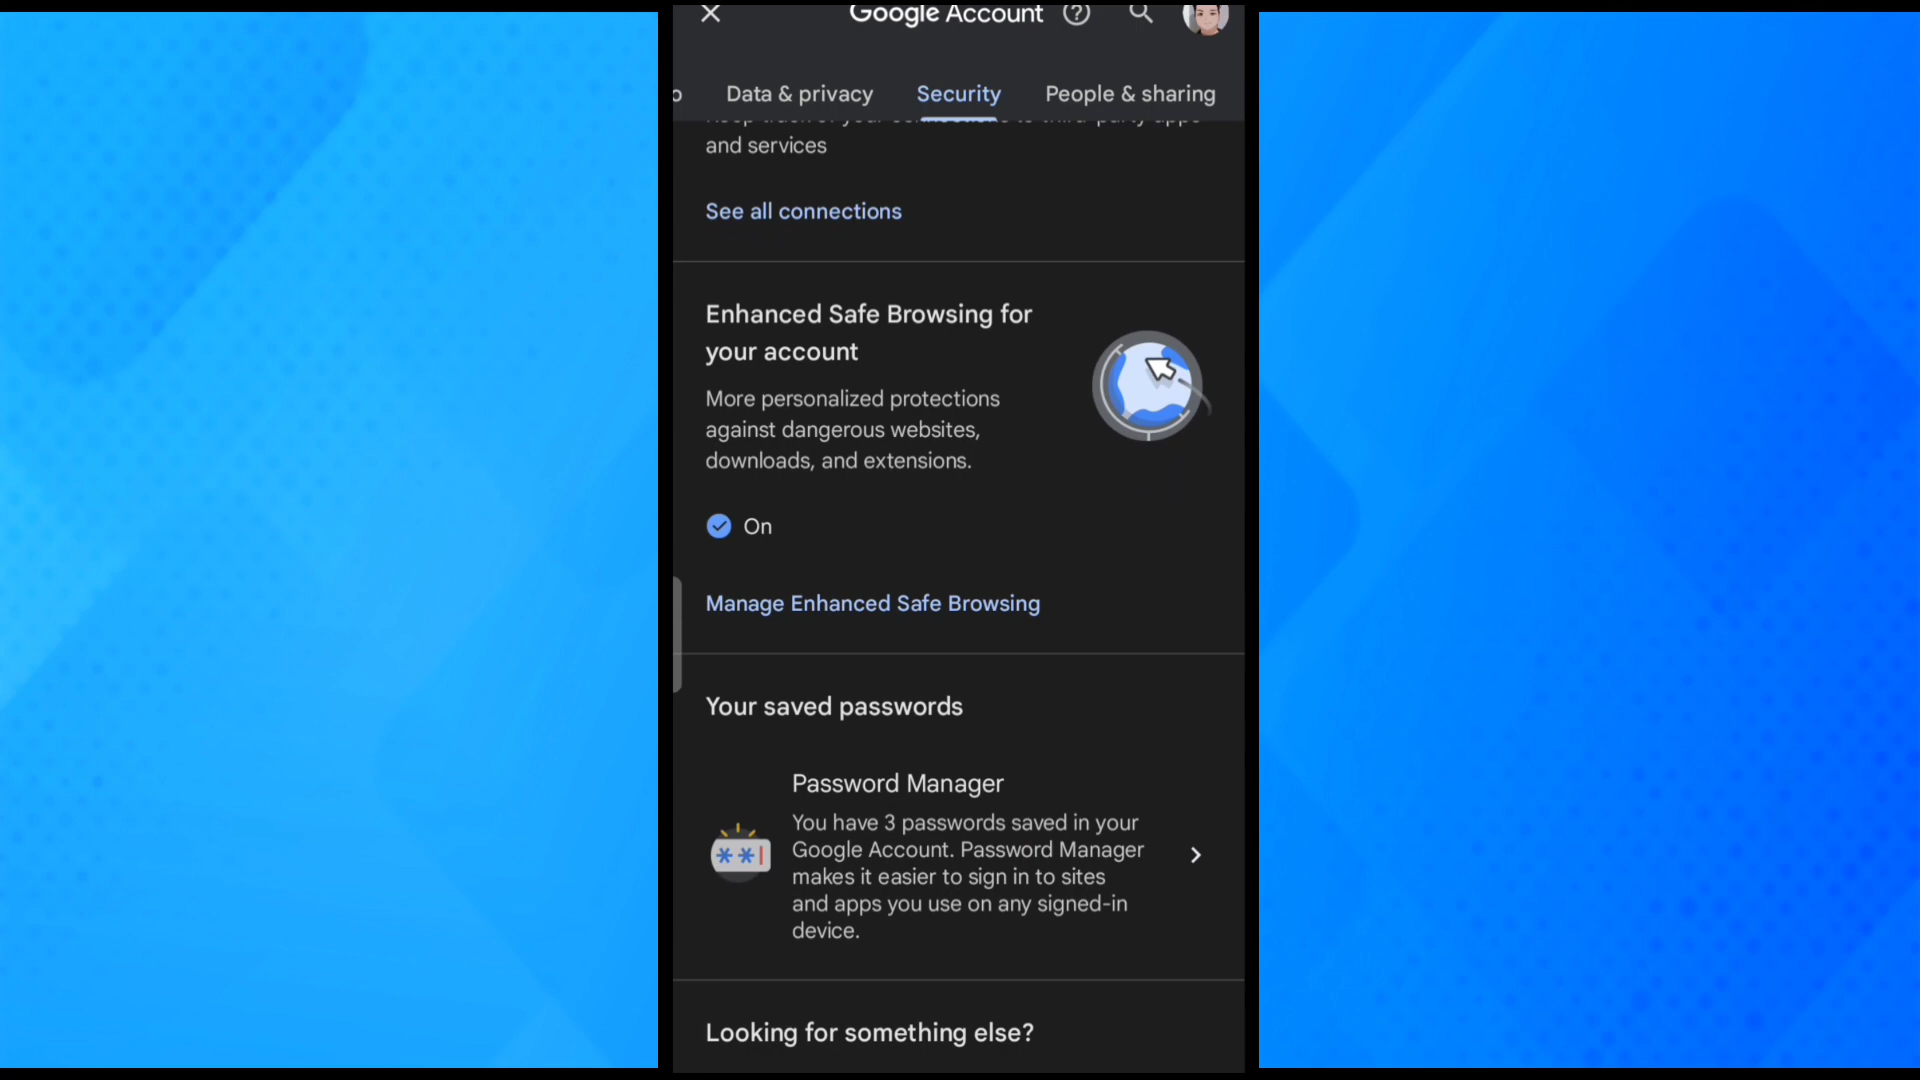 Google Account
Data & privacy Security People & sharing
and services
See all connections
Enhanced Safe Browsing for
your account
More personalized protections
against dangerous websites,
downloads, and extensions.
On
Manage Enhanced Safe Browsing
Your saved passwords
Password Manager
You have 3 passwords saved in your
Google Account. Password Manager
makes it easier to sign in to sites
and apps you use on any signed-in
device.
Looking for something else?